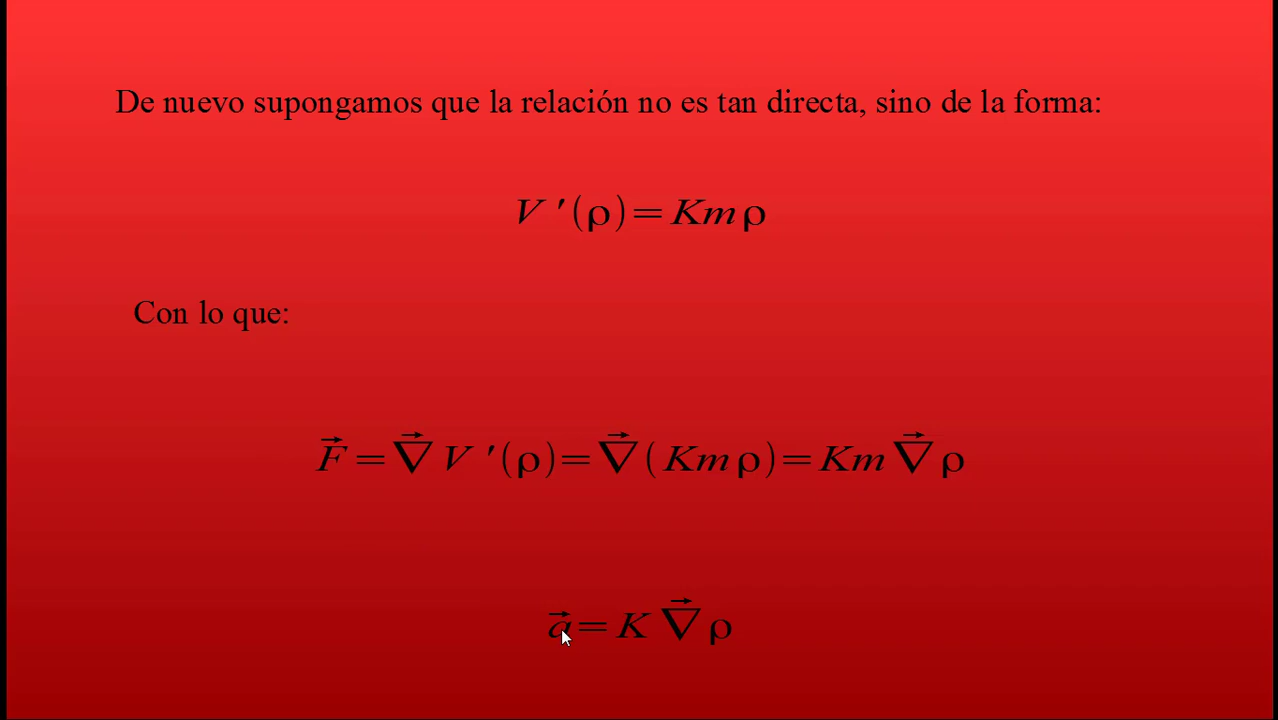 De nuevo supongamos que la relación no es tan directa, sino de la forma:
V ′(ρ)=Kmρ
Con lo que:
F⃗=∇⃗ V ′(ρ)=∇⃗(Kmρ)=Km∇⃗ρ
a⃗=K∇⃗ρ